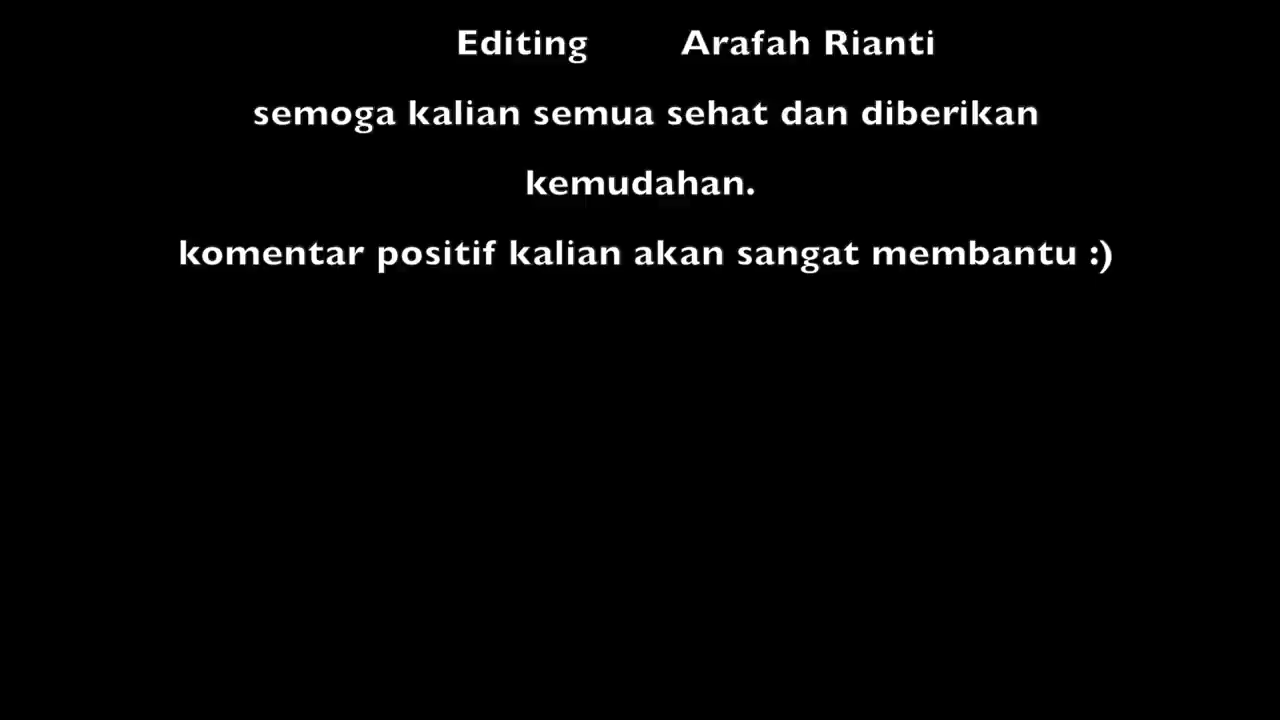 Editing Arafah Rianti
semoga kalian semua sehat dan diberikan
kemudahan.
komentar positif kalian akan sangat membantu :)